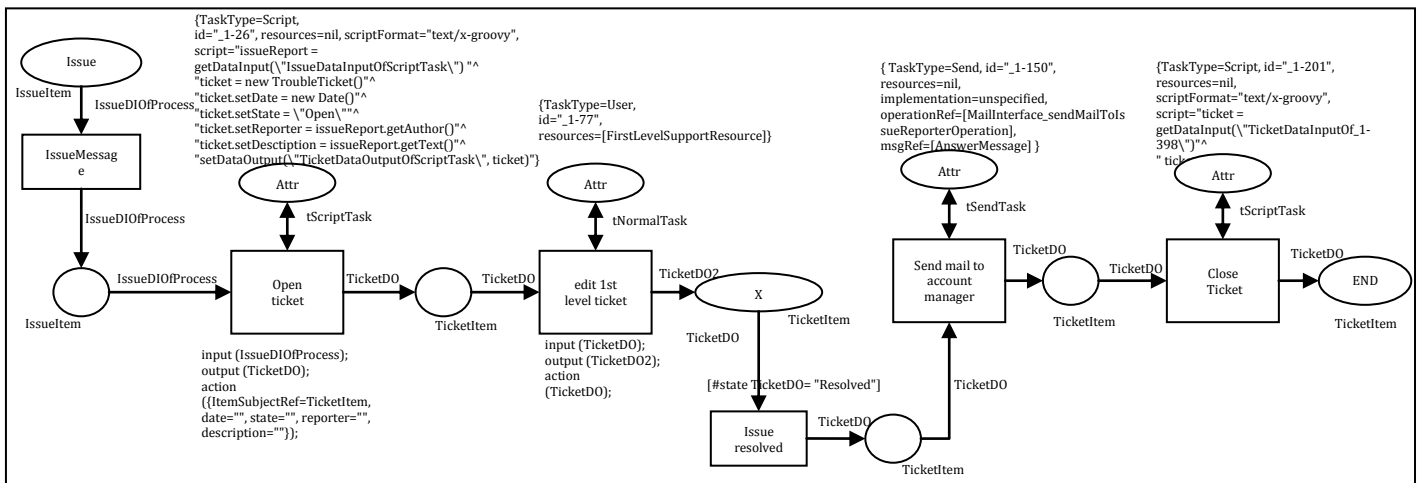 {TaskType=Script,
id="_1-26", resources=nil, scriptFormat="text/x-groovy",
script="issueReport =
getDataInput(\"IssueDataInputOfScriptTask\") "^
"ticket = new TroubleTicket()"^
"ticket.setDate = new Date()"^
"ticket.setState = \"Open\""^
"ticket.setReporter = issueReport.getAuthor()"^
"ticket.setDesctiption = issueReport.getText()"^
"setDataOutput(\"TicketDataOutputOfScriptTask\", ticket)"}
Issue
IssueItem
IssueDIOfProcess
IssueMessag
e
IssueDIOfProcess
IssueItem
IssueDIOfProcess
Attr
tScriptTask
Open
ticket
input (IssueDIOfProcess);
output (TicketDO);
action
({ItemSubjectRef=TicketItem,
date="", state="", reporter="",
description=""});
TicketDO
TicketItem
TicketDO
{TaskType=User,
id="_1-77",
resources=[FirstLevelSupportResource]}
Attr
tNormalTask
edit 1st
level ticket
input (TicketDO);
output (TicketDO2);
action
(TicketDO);
TicketDO2
X
TicketItem
TicketDO
[#state TicketDO= "Resolved"]
Issue
resolved
TicketDO
TicketItem
TicketDO
{ TaskType=Send, id="_1-150",
resources=nil,
implementation=unspecified,
operationRef=[MailInterface_sendMailToIs
sueReporterOperation],
msgRef=[AnswerMessage] }
Attr
tSendTask
Send mail to
account
manager
TicketDO
TicketItem
TicketDO
{TaskType=Script, id="_1-201",
resources=nil,
scriptFormat="text/x-groovy",
script="ticket =
getDataInput(\"TicketDataInputOf_1-
398\")"^
"
Attr
tScriptTask
Close
Ticket
TicketDO
END
TicketItem